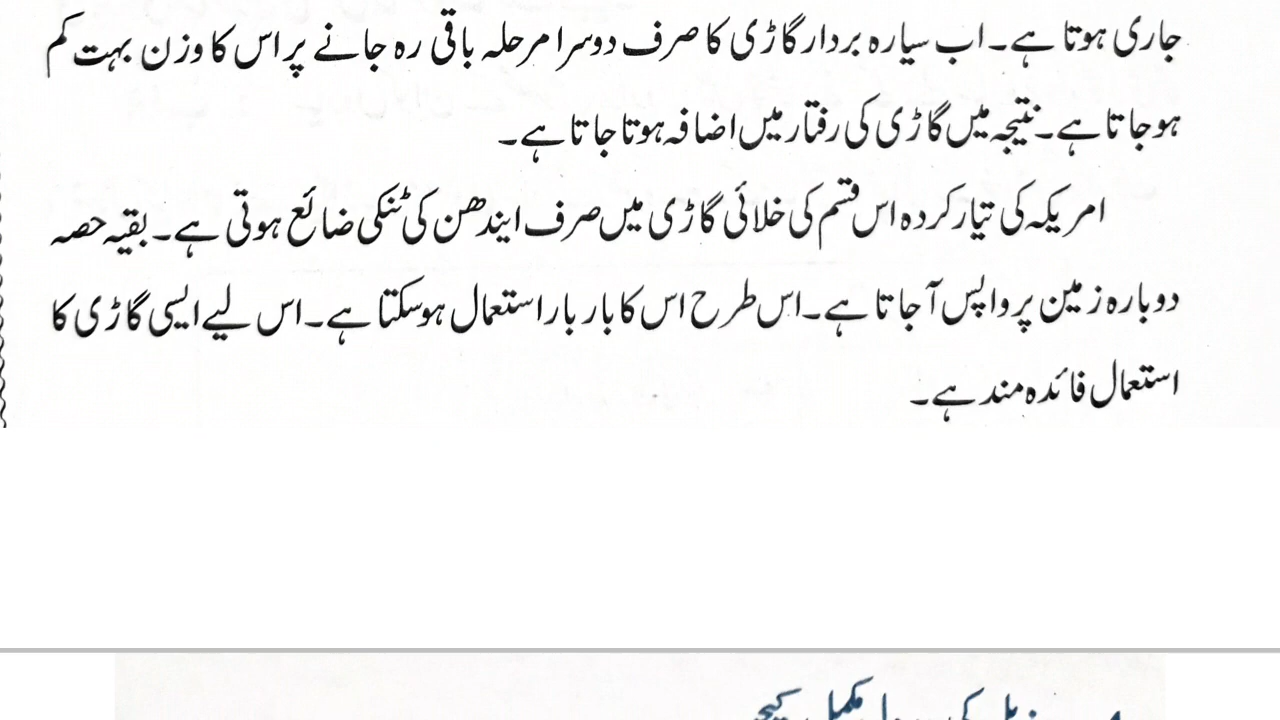 جاری ہوتا ہے۔ اب سیارہ بردار گاڑی کا صرف دوسرا مرحلہ باقی رہ جانے پر اس کا وزن بہت کم
ہو جاتا ہے۔ نتیجہ میں گاڑی کی رفتار میں اضافہ ہوتا جاتا ہے۔
امریکہ کی تیار کردہ اس قسم کی خلائی گاڑی میں صرف ایندھن کی ٹنکی ضائع ہوتی ہے۔ بقیہ حصہ
دوبارہ زمین پر واپس آ جاتا ہے۔ اس طرح اس کا بار بار استعمال ہو سکتا ہے۔ اس لیے ایسی گاڑی کا
استعمال فائدہ مند ہے۔